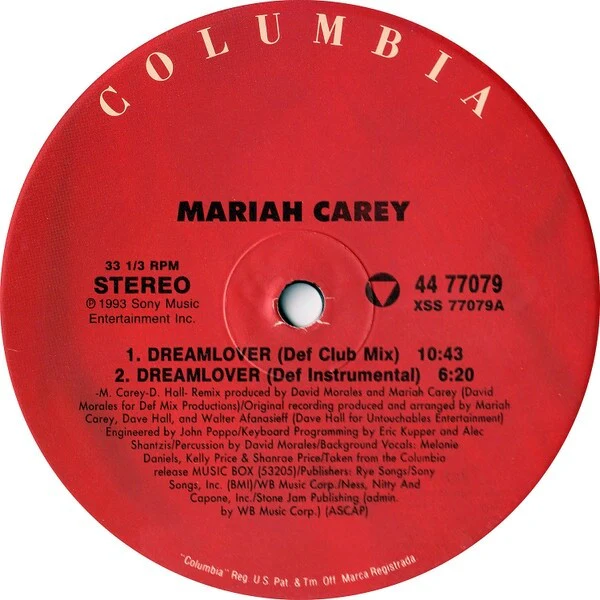 COLUMBIA
MARIAH CAREY
33 1/3 RPM
STEREO
℗ 1993 Sony Music
Entertainment Inc.
44 77079
XSS 77079A
1. DREAMLOVER (Def Club Mix) 10:43
2. DREAMLOVER (Def Instrumental) 6:20
-M. Carey-D. Hall- Remix produced by David Morales and Mariah Carey (David
Morales for Def Mix Productions)/Original recording produced and arranged by Mariah
Carey, Dave Hall, and Walter Afanasieff (Dave Hall for Untouchables Entertainment)
Engineered by John Poppo/Keyboard Programming by Eric Kupper and Alec
Shantzis/Percussion by David Morales/Background Vocals: Melonie
Daniels, Kelly Price & Shanrae Price/Taken from the Columbia
release MUSIC BOX (53205)/Publishers: Rye Songs/Sony
Songs, Inc. (BMI)/WB Music Corp./Ness, Nitty And
Capone, Inc./Stone Jam Publishing (admin.
by WB Music Corp.) (ASCAP)
"Columbia" Reg. U.S. Pat. & Tm. Off. Marca Registrada